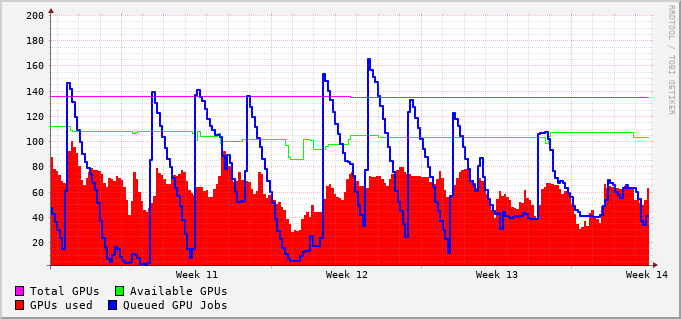 200
180
160
140
120
100
80
60
40
20
Week 11 Week 12 Week 13 Week 14
Total GPUs Available GPUs
GPUs used Queued GPU Jobs
RRDTOOL / TOBI OETIKER